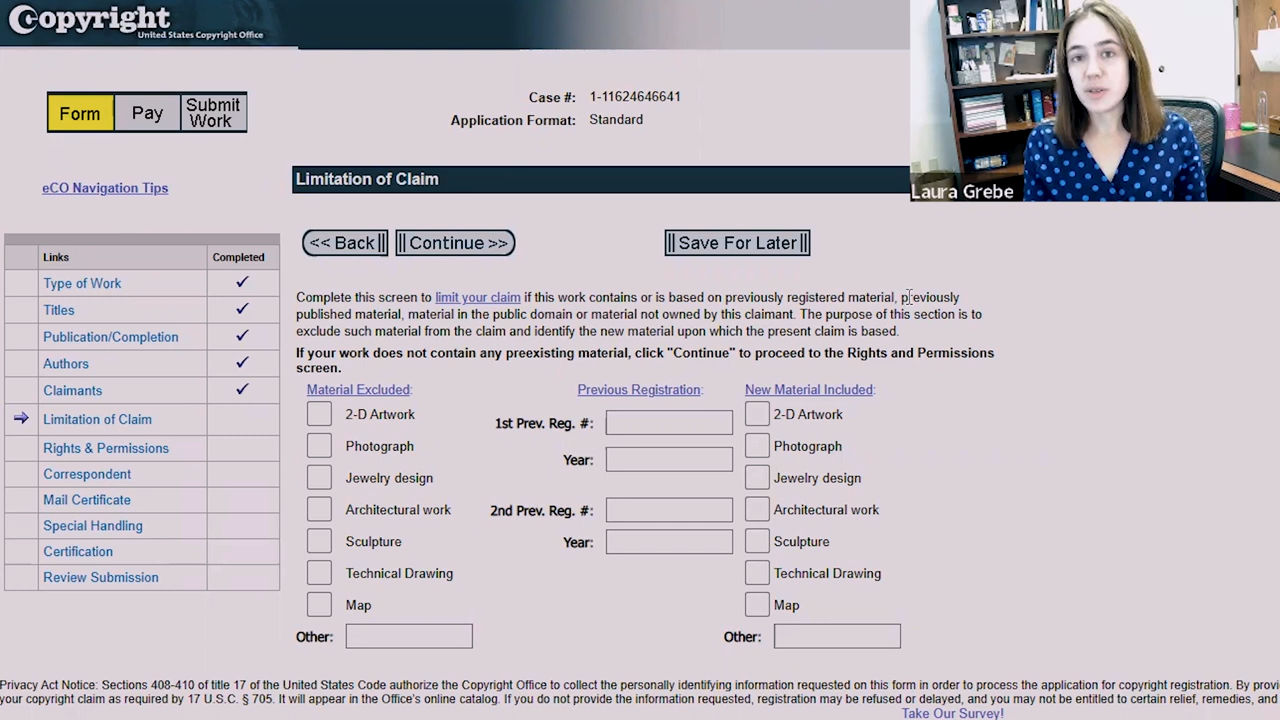 Copyright
United States Copyright Office
Form
Pay
Submit
Work
Case #: 1-11624646641
Application Format: Standard
eCO Navigation Tips
Limitation of Claim
Laura Grebe
<< Back
Continue >>
Save For Later
Links Completed
Type of Work ✓
Titles ✓
Publication/Completion ✓
Authors ✓
Claimants ✓
Limitation of Claim
Rights & Permissions
Correspondent
Mail Certificate
Special Handling
Certification
Review Submission
Complete this screen to limit your claim if this work contains or is based on previously registered material, previously
published material, material in the public domain or material not owned by this claimant. The purpose of this section is to
exclude such material from the claim and identify the new material upon which the present claim is based.
If your work does not contain any preexisting material, click "Continue" to proceed to the Rights and Permissions
screen.
Material Excluded:
2-D Artwork
Photograph
Jewelry design
Architectural work
Sculpture
Technical Drawing
Map
Other:
Previous Registration:
1st Prev. Reg. #:
Year:
2nd Prev. Reg. #:
Year:
New Material Included:
2-D Artwork
Photograph
Jewelry design
Architectural work
Sculpture
Technical Drawing
Map
Other:
Privacy Act Notice: Sections 408-410 of title 17 of the United States Code authorize the Copyright Office to collect the personally identifying information requested on this form in order to process the application for copyright registration. By
your copyright claim as required by 17 U.S.C. § 705. It will appear in the Office's online catalog. If you do not provide the information requested, registration may be refused or delayed, and you may not be entitled to certain relief, remedies, and
Take Our Survey!